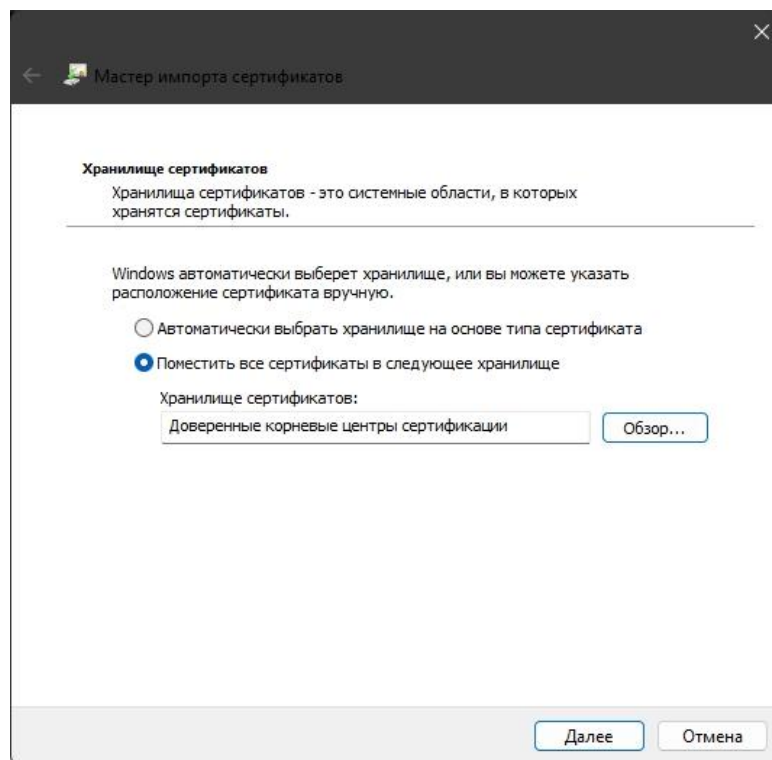 Мастер импорта сертификатов
Хранилище сертификатов
Хранилища сертификатов - это системные области, в которых
хранятся сертификаты.
Windows автоматически выберет хранилище, или вы можете указать
расположение сертификата вручную.
Автоматически выбрать хранилище на основе типа сертификата
Поместить все сертификаты в следующее хранилище
Хранилище сертификатов:
Доверенные корневые центры сертификации
Обзор...
Далее
Отмена